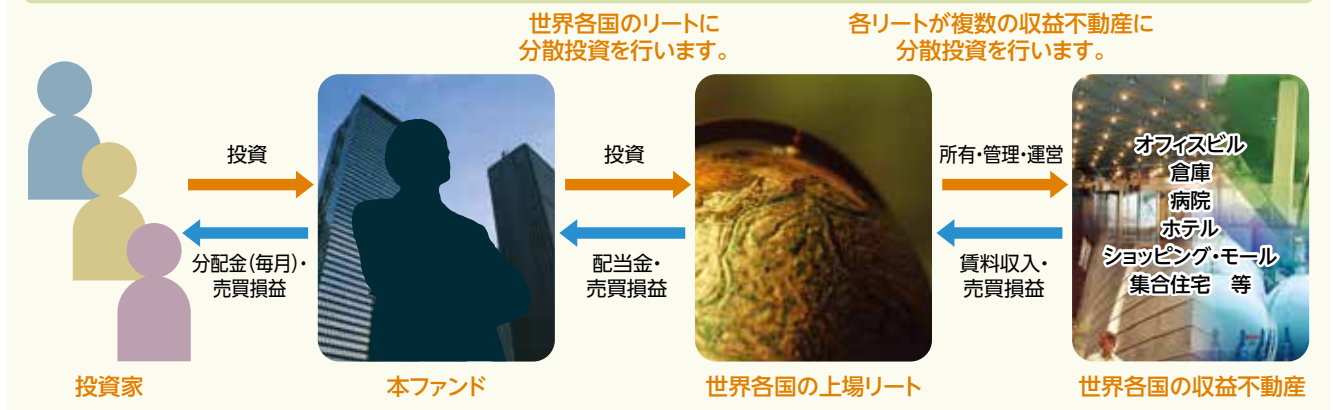 世界各国のリートに
分散投資を行います。
各リートが複数の収益不動産に
分散投資を行います。
投資
分配金(毎月)・
売買損益
投資
配当金・
売買損益
所有・管理・運営
賃料収入・
売買損益
オフィスビル
倉庫
病院
ホテル
ショッピング・モール
集合住宅 等
投資家
本ファンド
世界各国の上場リート
世界各国の収益不動産